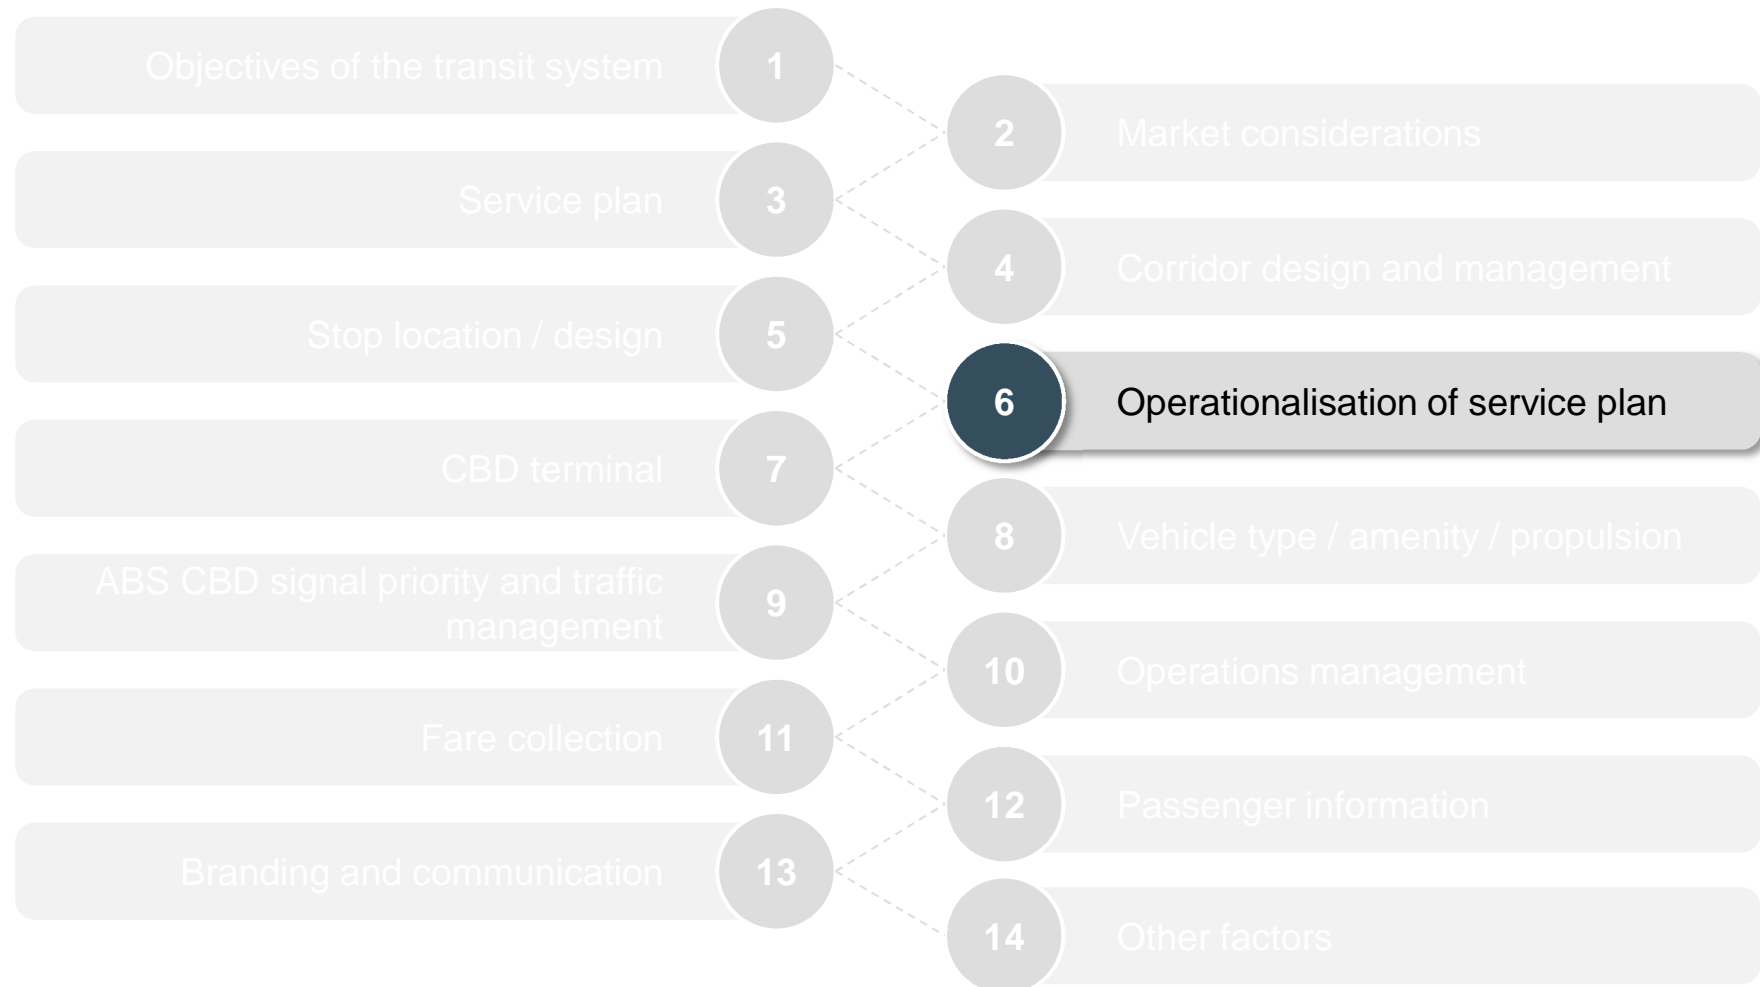 Objectives of the transit system
1
2
Market considerations
Service plan
3
4
Corridor design and management
Stop location / design
5
6
Operationalisation of service plan
CBD terminal
7
8
Vehicle type / amenity / propulsion
ABS CBD signal priority and traffic
management
9
10
Operations management
Fare collection
11
12
Passenger information
Branding and communication
13
14
Other factors